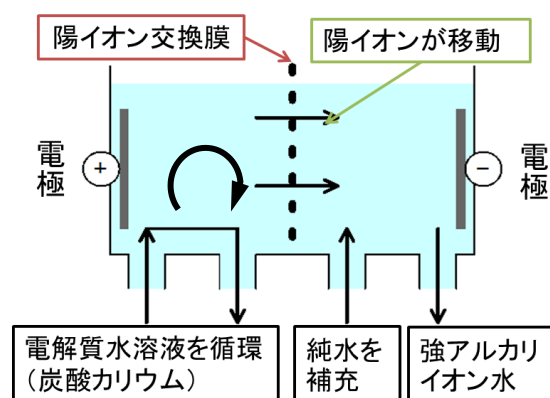 陽イオン交換膜
陽イオンが移動
電極
+
−
電極
電解質水溶液を循環
(炭酸カリウム)
純水を
補充
強アルカリ
イオン水